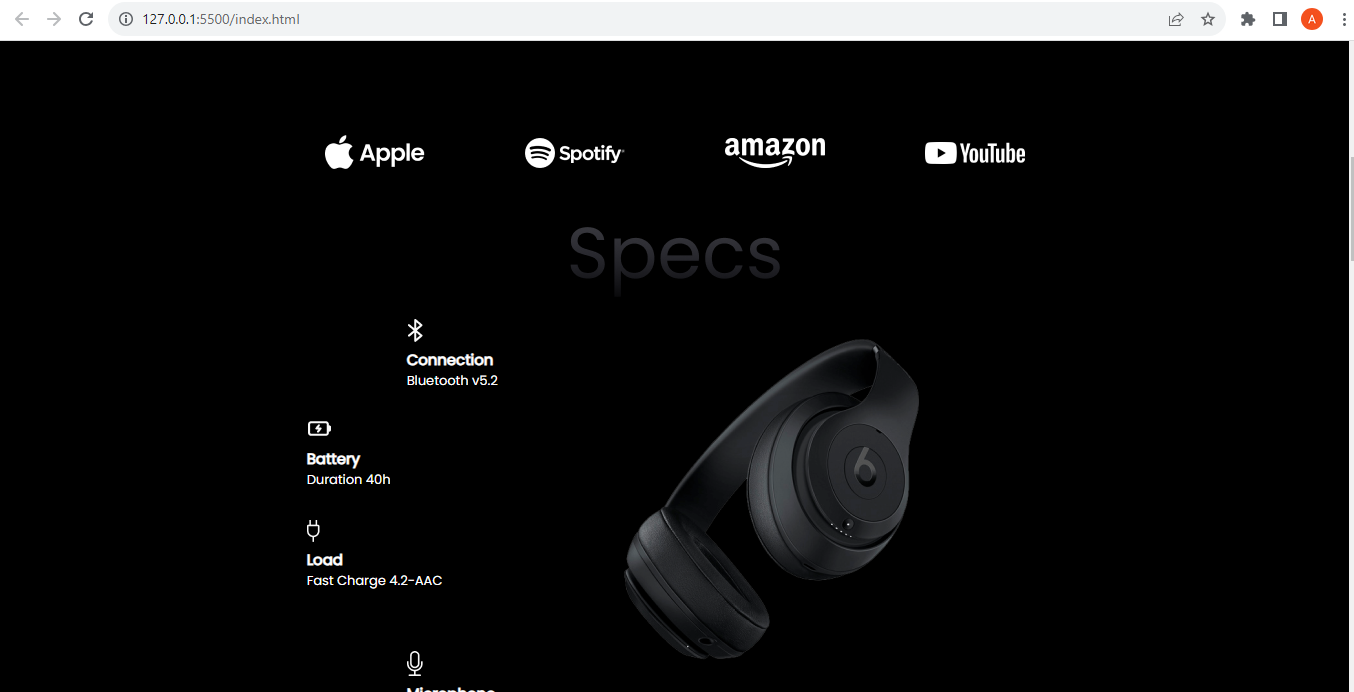 127.0.0.1:5500/index.html
A
Apple
Spotify
amazon
YouTube
Specs
Connection
Bluetooth v5.2
Battery
Duration 40h
Load
Fast Charge 4.2-AAC
Microphone